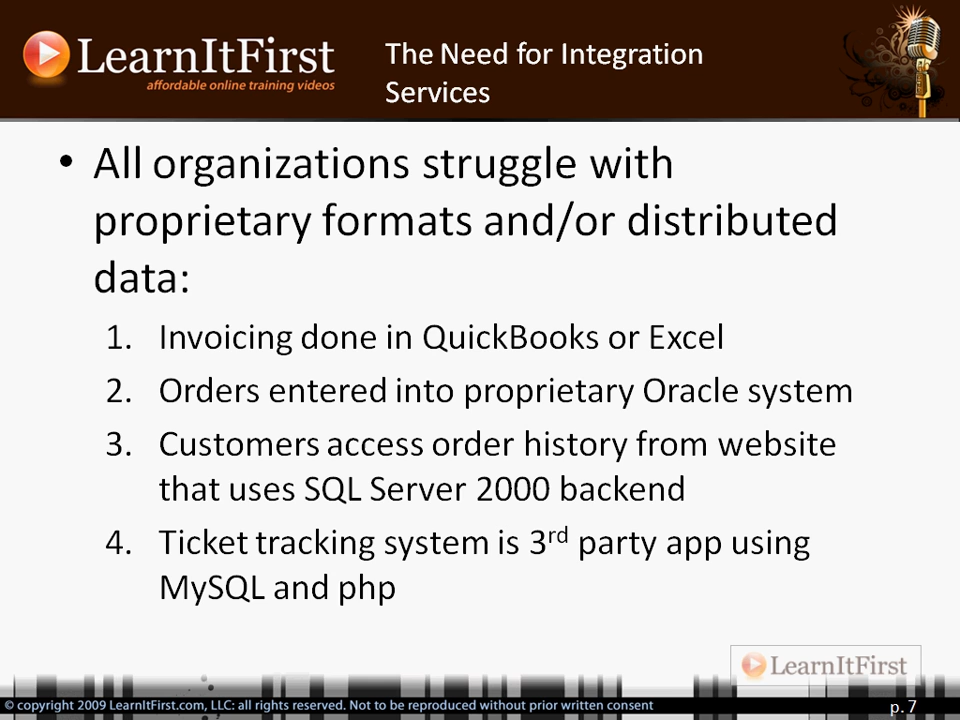 LearnItFirst
affordable online training videos
The Need for Integration
Services
• All organizations struggle with
proprietary formats and/or distributed
data:
1. Invoicing done in QuickBooks or Excel
2. Orders entered into proprietary Oracle system
3. Customers access order history from website
that uses SQL Server 2000 backend
4. Ticket tracking system is 3rd party app using
MySQL and php
LearnItFirst
© copyright 2009 LearnItFirst.com, LLC: all rights reserved. Not to be reproduced without prior written consent
p. 7